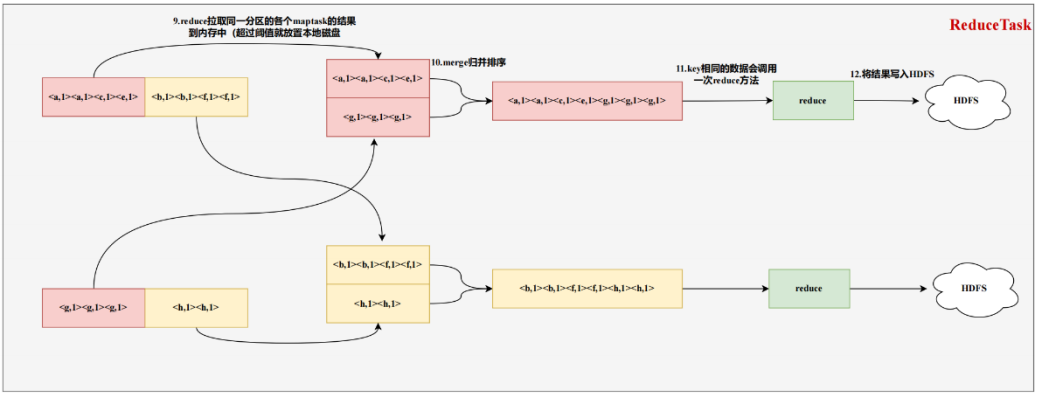 ReduceTask
9.reduce拉取同一分区的各个maptask的结果
到内存中（超过阈值就放置本地磁盘
10.merge归并排序
11.key相同的数据会调用
一次reduce方法
12.将结果写入HDFS
<a,1><a,1><c,1><e,1>
<b,1><b,1><f,1><f,1>
<a,1><a,1><c,1><e,1>
<g,1><g,1><g,1>
<a,1><a,1><c,1><e,1><g,1><g,1><g,1>
reduce
HDFS
<g,1><g,1><g,1>
<h,1><h,1>
<b,1><b,1><f,1><f,1>
<h,1><h,1>
<b,1><b,1><f,1><f,1><h,1><h,1>
reduce
HDFS